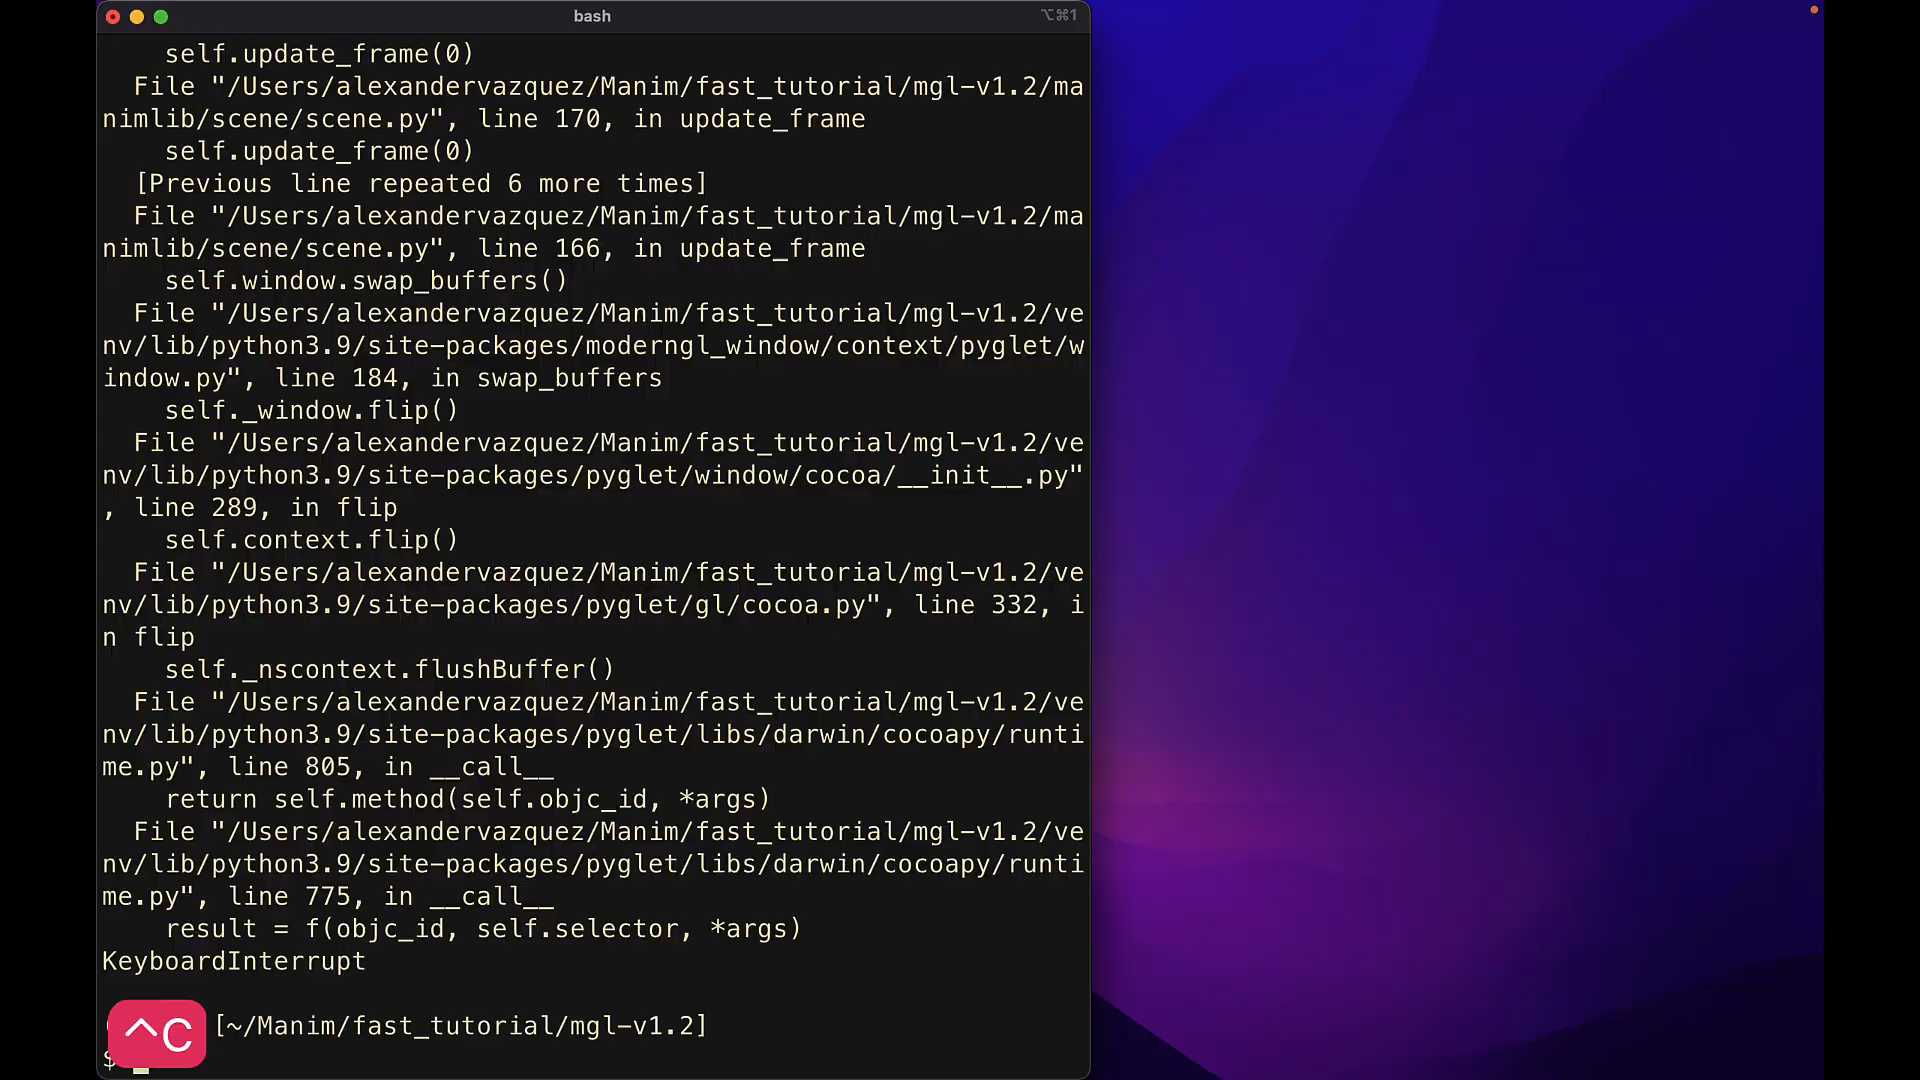 bash
⌥⌘1
self.update_frame(0)
File "/Users/alexandervazquez/Manim/fast_tutorial/mgl-v1.2/ma
nimlib/scene/scene.py", line 170, in update_frame
self.update_frame(0)
[Previous line repeated 6 more times]
File "/Users/alexandervazquez/Manim/fast_tutorial/mgl-v1.2/ma
nimlib/scene/scene.py", line 166, in update_frame
self.window.swap_buffers()
File "/Users/alexandervazquez/Manim/fast_tutorial/mgl-v1.2/ve
nv/lib/python3.9/site-packages/moderngl_window/context/pyglet/w
indow.py", line 184, in swap_buffers
self._window.flip()
File "/Users/alexandervazquez/Manim/fast_tutorial/mgl-v1.2/ve
nv/lib/python3.9/site-packages/pyglet/window/cocoa/__init__.py"
, line 289, in flip
self.context.flip()
File "/Users/alexandervazquez/Manim/fast_tutorial/mgl-v1.2/ve
nv/lib/python3.9/site-packages/pyglet/gl/cocoa.py", line 332, i
n flip
self._nscontext.flushBuffer()
File "/Users/alexandervazquez/Manim/fast_tutorial/mgl-v1.2/ve
nv/lib/python3.9/site-packages/pyglet/libs/darwin/cocoapy/runti
me.py", line 805, in __call__
return self.method(self.objc_id, *args)
File "/Users/alexandervazquez/Manim/fast_tutorial/mgl-v1.2/ve
nv/lib/python3.9/site-packages/pyglet/libs/darwin/cocoapy/runti
me.py", line 775, in __call__
result = f(objc_id, self.selector, *args)
KeyboardInterrupt
^C [~/Manim/fast_tutorial/mgl-v1.2]
$